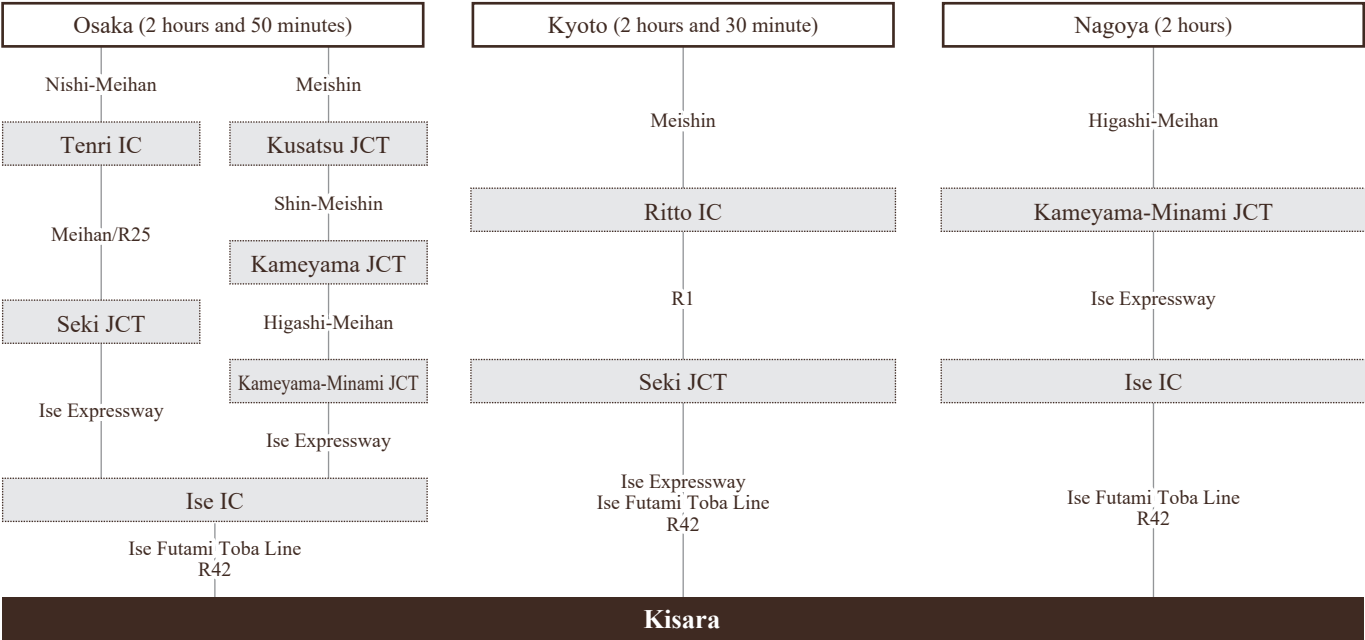 Osaka (2 hours and 50 minutes)
Nishi-Meihan
Tenri IC
Meihan/R25
Seki JCT
Ise Expressway
Meishin
Kusatsu JCT
Shin-Meishin
Kameyama JCT
Higashi-Meihan
Kameyama-Minami JCT
Ise Expressway
Ise IC
Ise Futami Toba Line
R42
Kyoto (2 hours and 30 minute)
Meishin
Ritto IC
R1
Seki JCT
Ise Expressway
Ise Futami Toba Line
R42
Nagoya (2 hours)
Higashi-Meihan
Kameyama-Minami JCT
Ise Expressway
Ise IC
Ise Futami Toba Line
R42
Kisara